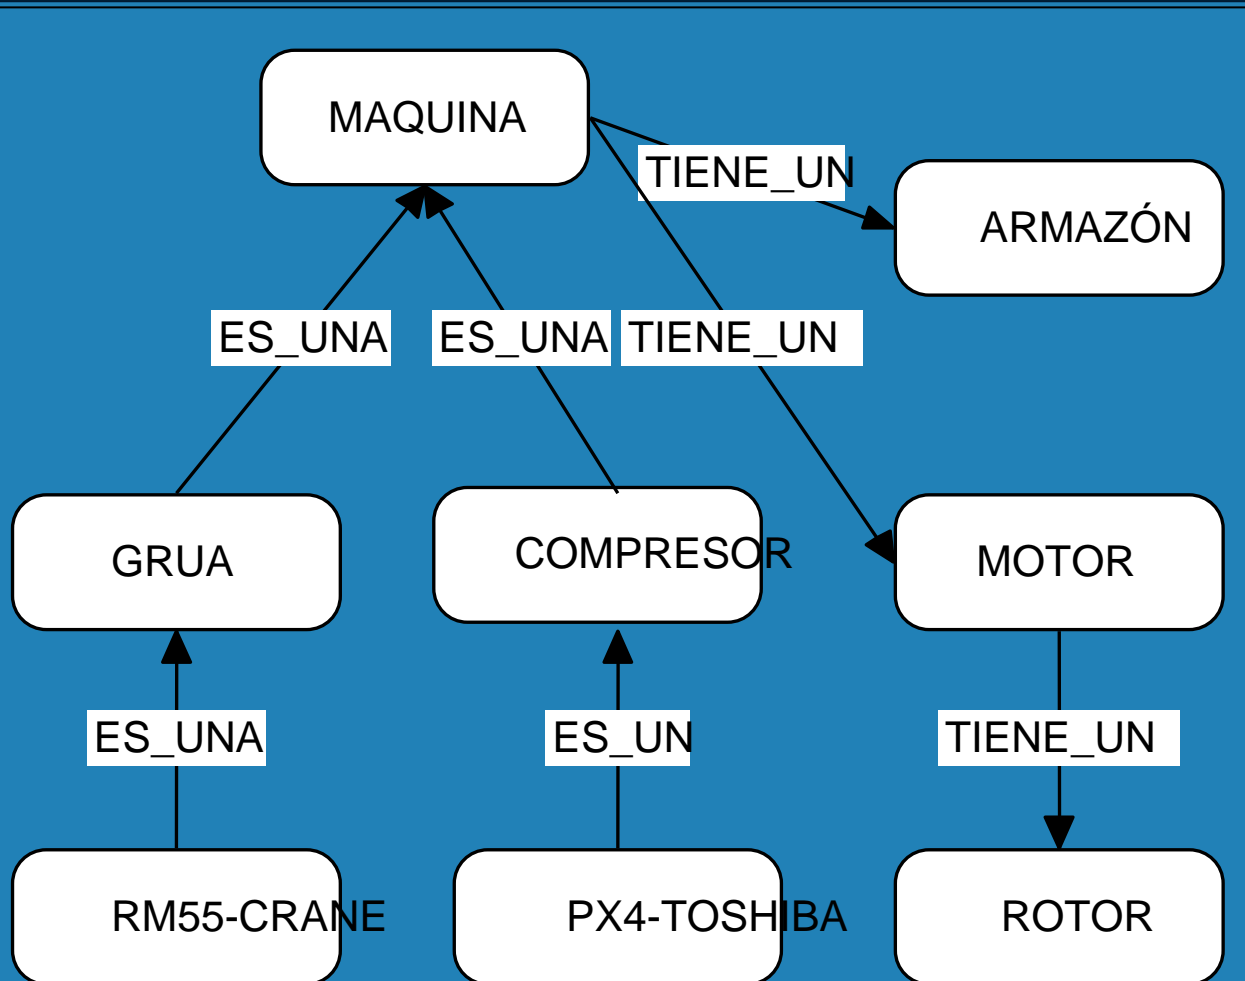 MAQUINA
TIENE_UN
ARMAZÓN
ES_UNA
ES_UNA
TIENE_UN
GRUA
COMPRESOR
MOTOR
ES_UNA
ES_UN
TIENE_UN
RM55-CRANE
PX4-TOSHIBA
ROTOR